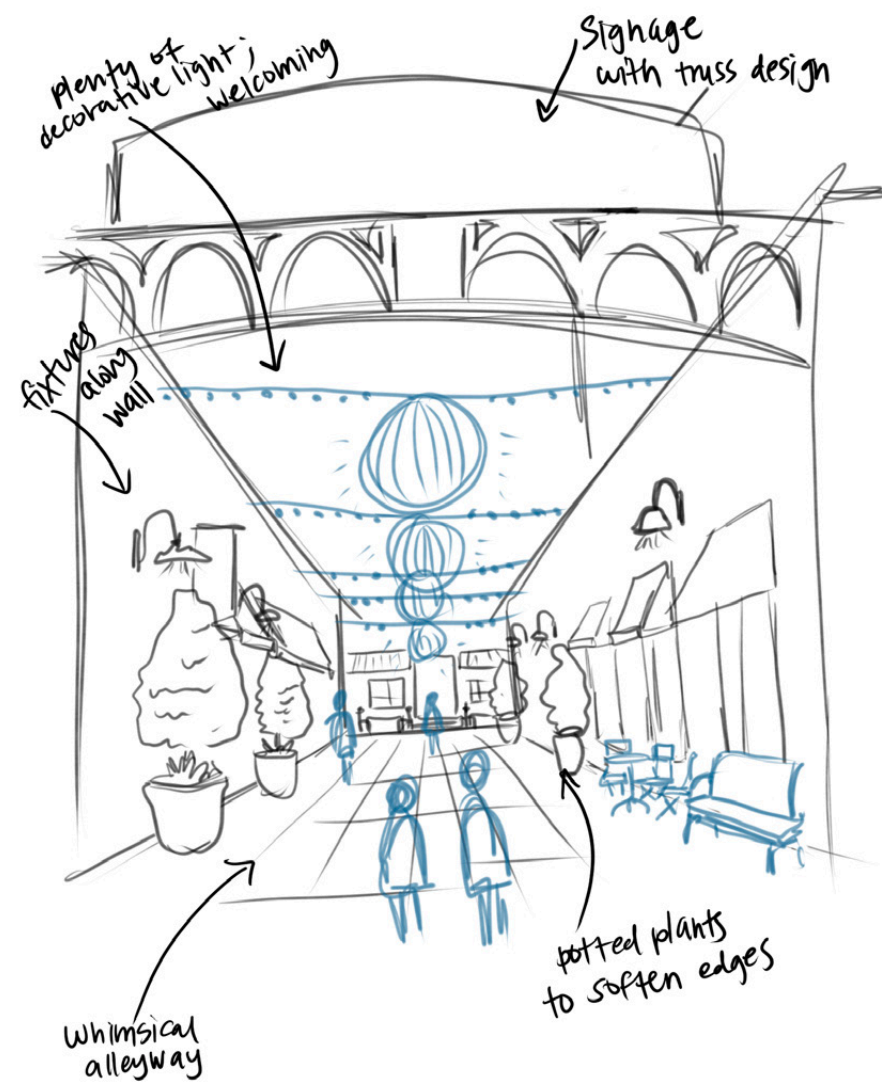 plenty of
decorative light;
welcoming
Signage
with truss design
fixtures
along
wall
potted plants
to soften edges
Whimsical
alleyway